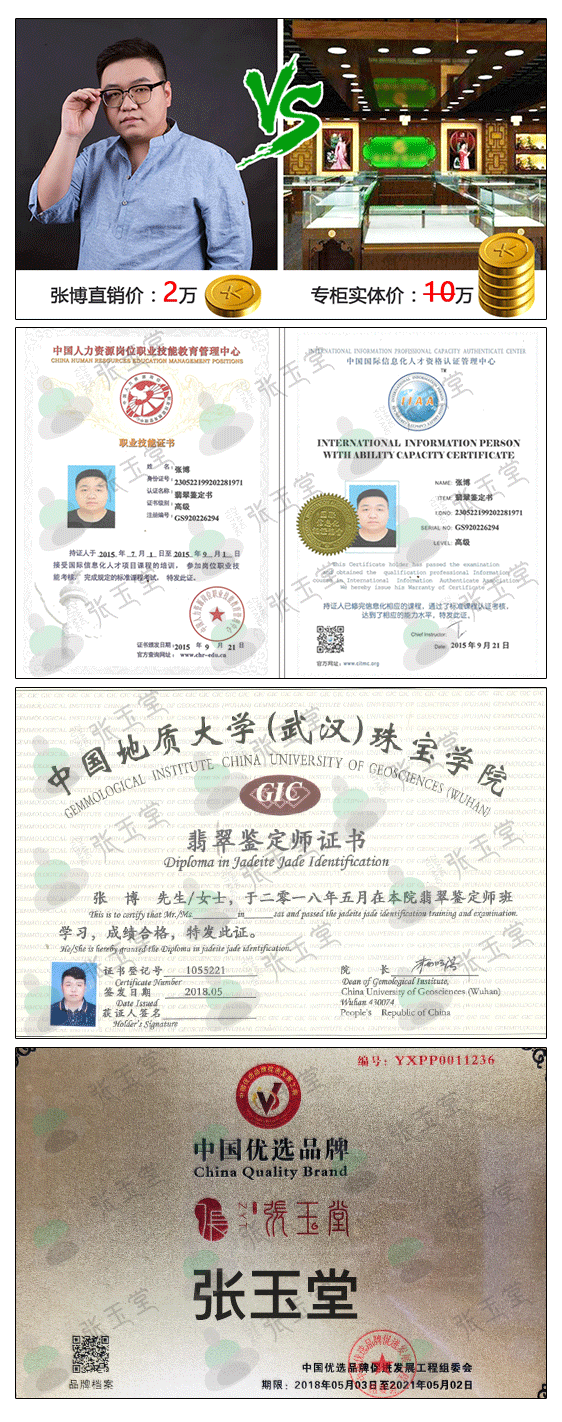 VS
张博直销价：2万
专柜实体价：10万
中国人力资源岗位职业技能教育管理中心
CHINA HUMAN RESOURCES EDUCATION MANAGEMENT POSITIONS
职业技能证书
姓名：张博
身份证号：230522199202281971
认证名称：翡翠鉴定书
证书级别：高级
注册编号：GS920226294
持证人于 2015 年 7 月 1 日至 2015 年 9 月 1 日
接受国际信息化人才项目课程的培训，参加岗位职业技
能考核，完成规定的标准课程考试，特发此证。
证书颁发日期：2015 年 9 月 21 日
官方查询网址：www.chr-edu.cn
INTERNATIONAL INFORMATION PROFESSIONAL CAPACITY AUTHENTICATE CENTER
中国国际信息化人才资格认证管理中心
TM
INTERNATIONAL INFORMATION PERSON
WITH ABILITY CAPACITY CERTIFICATE
NAME: 张博
ITEM: 翡翠鉴定书
I.DNO: 230522199202281971
SERIAL NO: GS920226294
LEVEL: 高级
This Certificate holder has passed the examination
and obtained the qualification professional Information
courses in International Information Authenticate Association
We hereby issue his Warranty of Certificate
持证人已修完信息化相应的课程，通过了标准课程认证考核，
达到了相应的能力水平，特发此证。
Chief Instructor:
Date: 2015 年 9 月 21 日
官方网址：www.sitmc.org
中国地质大学(武汉)珠宝学院
GEMMOLOGICAL INSTITUTE CHINA UNIVERSITY OF GEOSCIENCES (WUHAN)
GIC
翡翠鉴定师证书
Diploma in Jadeite Jade Identification
张 博 先生/女士，于二零一八年五月在本院翡翠鉴定师班
This is to certify that Mr./Ms. in sat and passed the jadeite jade identification training and examination.
学习，成绩合格，特发此证。
He/She is hereby granted the Diploma in jadeite jade identification.
证书登记号 1055221
Certificate Number
签发日期 2018.05
Date Issued
获证人签名
Holder's Signature
院 长
Dean of Gemological Institute,
China University of Geosciences (Wuhan)
Wuhan 430074
People's Republic of China
编号：YXPP0011236
中国优选品牌
China Quality Brand
ZYT
張玉堂
张玉堂
品牌档案
中国优选品牌促进发展工程组委会
期限：2018年05月03日至2021年05月02日